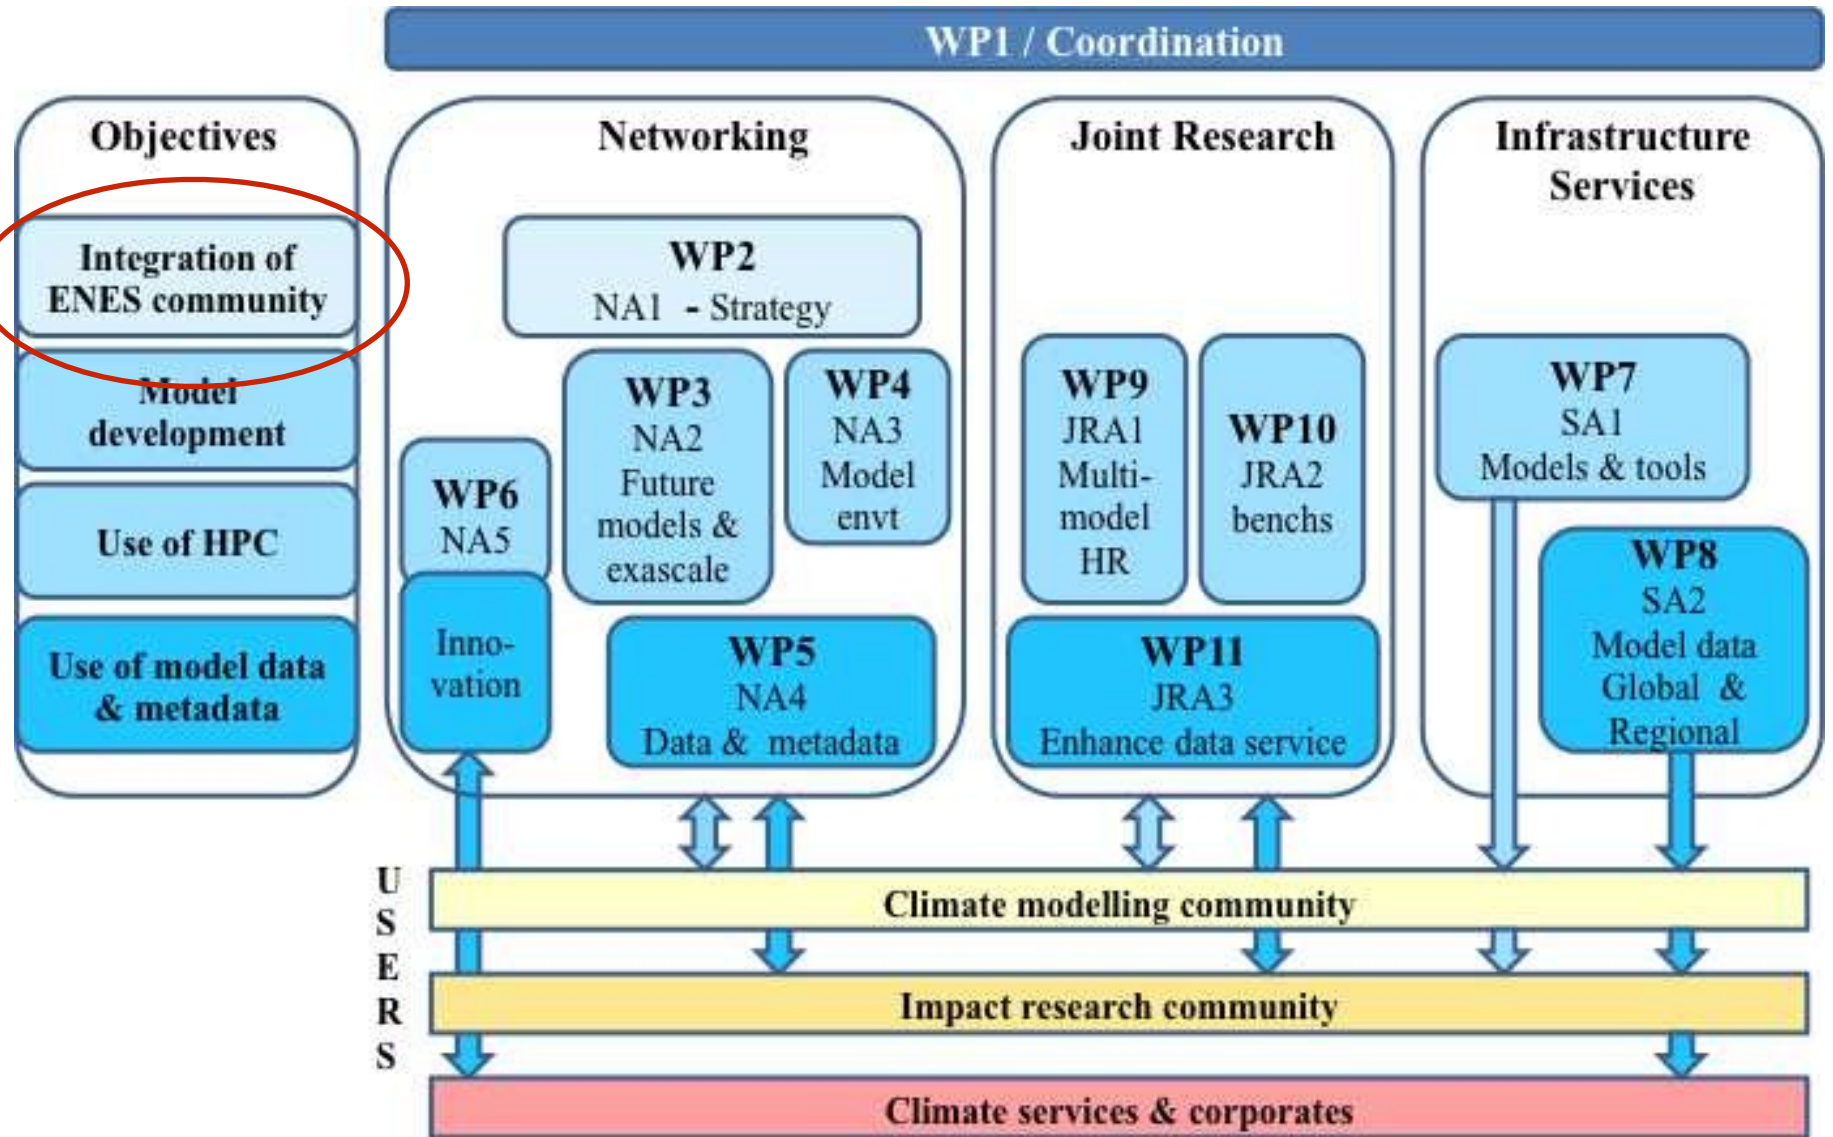 WP1 / Coordination
Objectives
Integration of
ENES community
Model
development
Use of HPC
Use of model data
& metadata
Networking
WP2
NA1 - Strategy
WP3
NA2
Future
models &
exascale
WP4
NA3
Model
envt
WP6
NA5
Inno-
vation
WP5
NA4
Data & metadata
Joint Research
WP9
JRA1
Multi-
model
HR
WP10
JRA2
benchs
WP11
JRA3
Enhance data service
Infrastructure
Services
WP7
SA1
Models & tools
WP8
SA2
Model data
Global &
Regional
U
S
E
R
S
Climate modelling community
Impact research community
Climate services & corporates